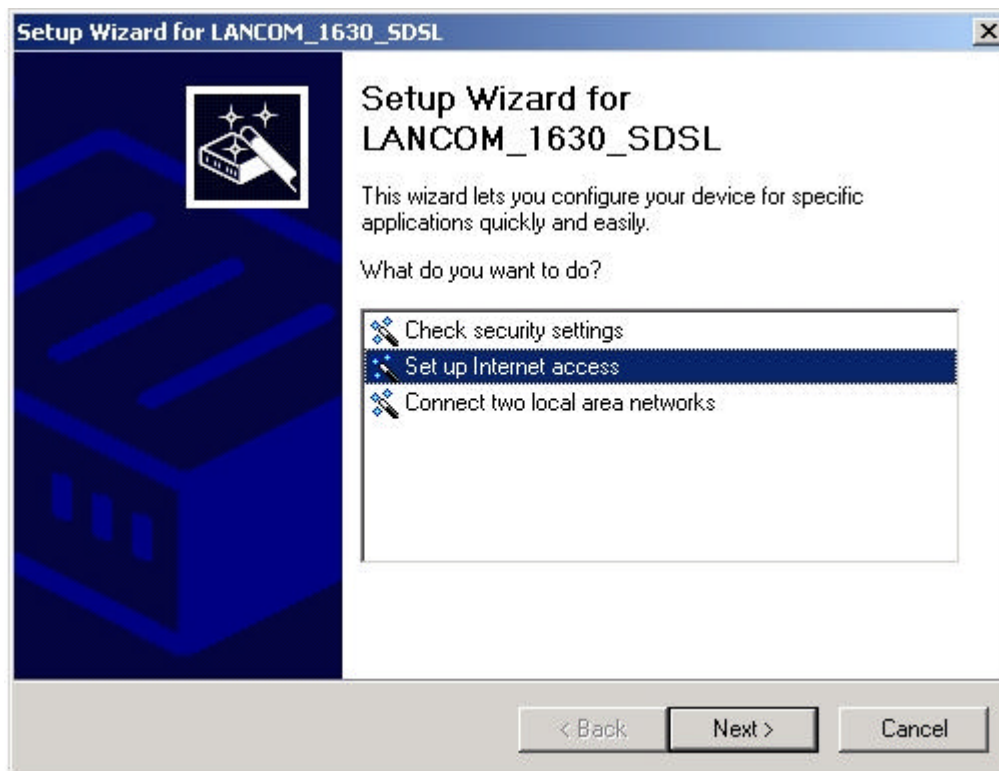 Setup Wizard for LANCOM_1630_SDSL
Setup Wizard for
LANCOM_1630_SDSL
This wizard lets you configure your device for specific
applications quickly and easily.
What do you want to do?
Check security settings
Set up Internet access
Connect two local area networks
< Back
Next >
Cancel